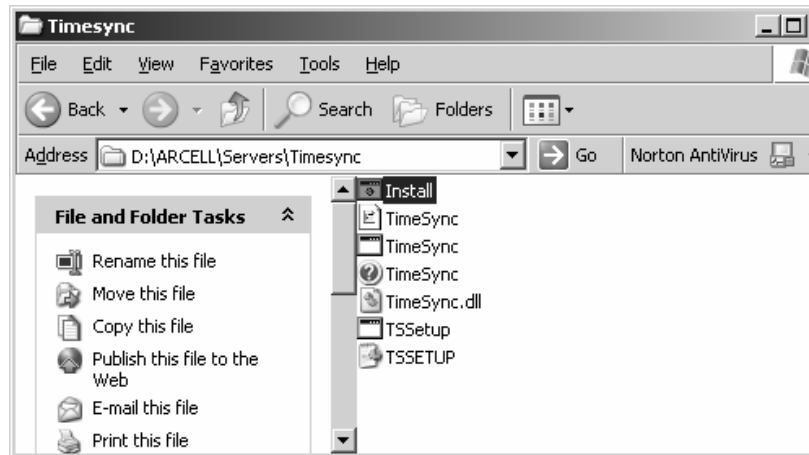 Timesync
File Edit View Favorites Tools Help
Back Search Folders
Address D:\ARCELL\Servers\Timesync Go Norton AntiVirus
File and Folder Tasks
Rename this file
Move this file
Copy this file
Publish this file to the
Web
E-mail this file
Print this file
Install
TimeSync
TimeSync
TimeSync
TimeSync.dll
TSSetup
TSSETUP